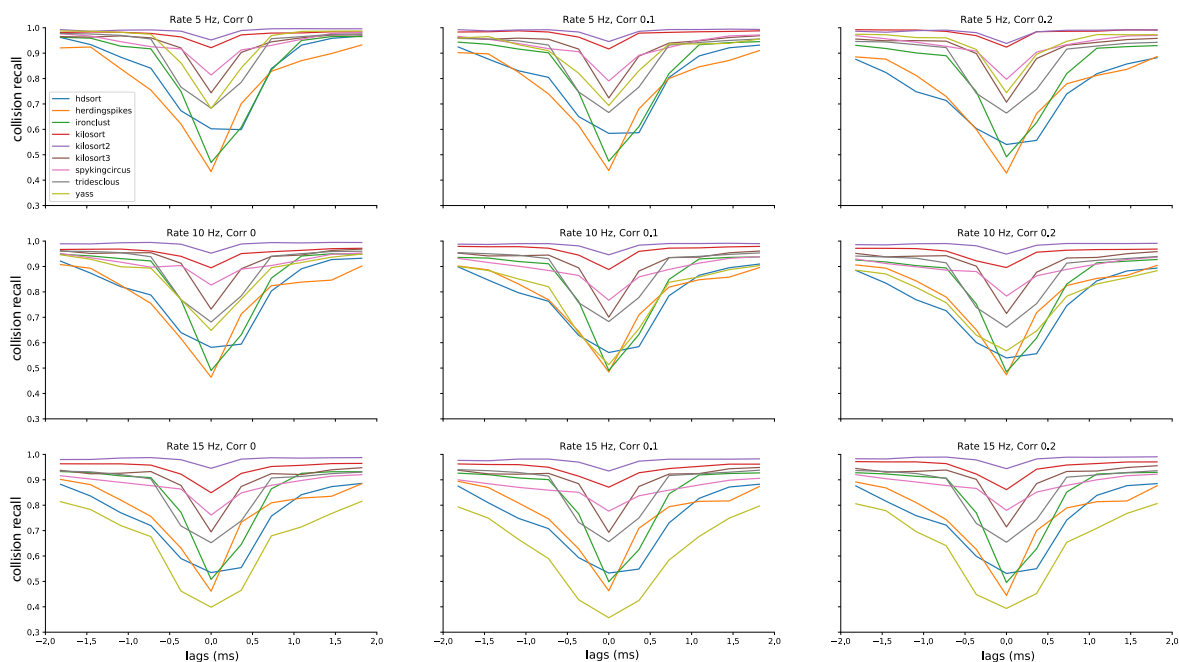 Rate 5 Hz, Corr 0
Rate 5 Hz, Corr 0.1
Rate 5 Hz, Corr 0.2
collision recall
1,0
0,9
0,8
0,7
0,6
0,5
0,4
0,3
hdsort
herdingspikes
ironclust
kilosort
kilosort2
kilosort3
spykingcircus
tridesclous
yass
Rate 10 Hz, Corr 0
Rate 10 Hz, Corr 0.1
Rate 10 Hz, Corr 0.2
collision recall
1,0
0,9
0,8
0,7
0,6
0,5
0,4
0,3
Rate 15 Hz, Corr 0
Rate 15 Hz, Corr 0.1
Rate 15 Hz, Corr 0.2
collision recall
1,0
0,9
0,8
0,7
0,6
0,5
0,4
0,3
−2,0 −1,5 −1,0 −0,5 0,0 0,5 1,0 1,5 2,0
−2,0 −1,5 −1,0 −0,5 0,0 0,5 1,0 1,5 2,0
−2,0 −1,5 −1,0 −0,5 0,0 0,5 1,0 1,5 2,0
lags (ms)
lags (ms)
lags (ms)